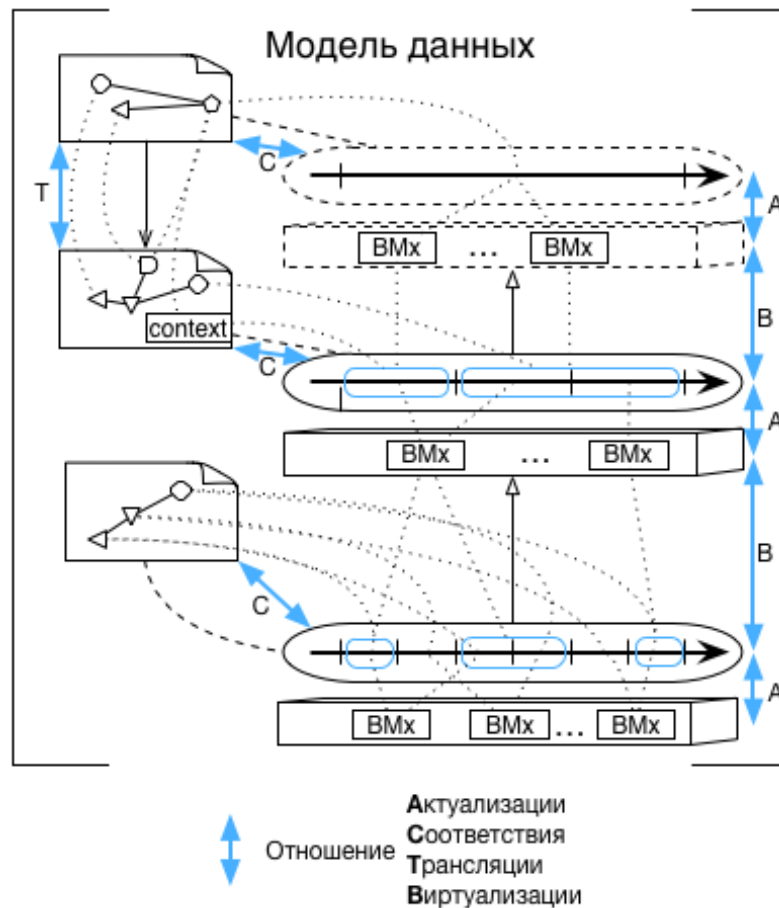 Модель данных
C
T
A
BMx ... BMx
D
B
context
C
A
BMx ... BMx
B
C
A
BMx BMx ... BMx
Актуализации
Соответствия
Отношение
Трансляции
Виртуализации